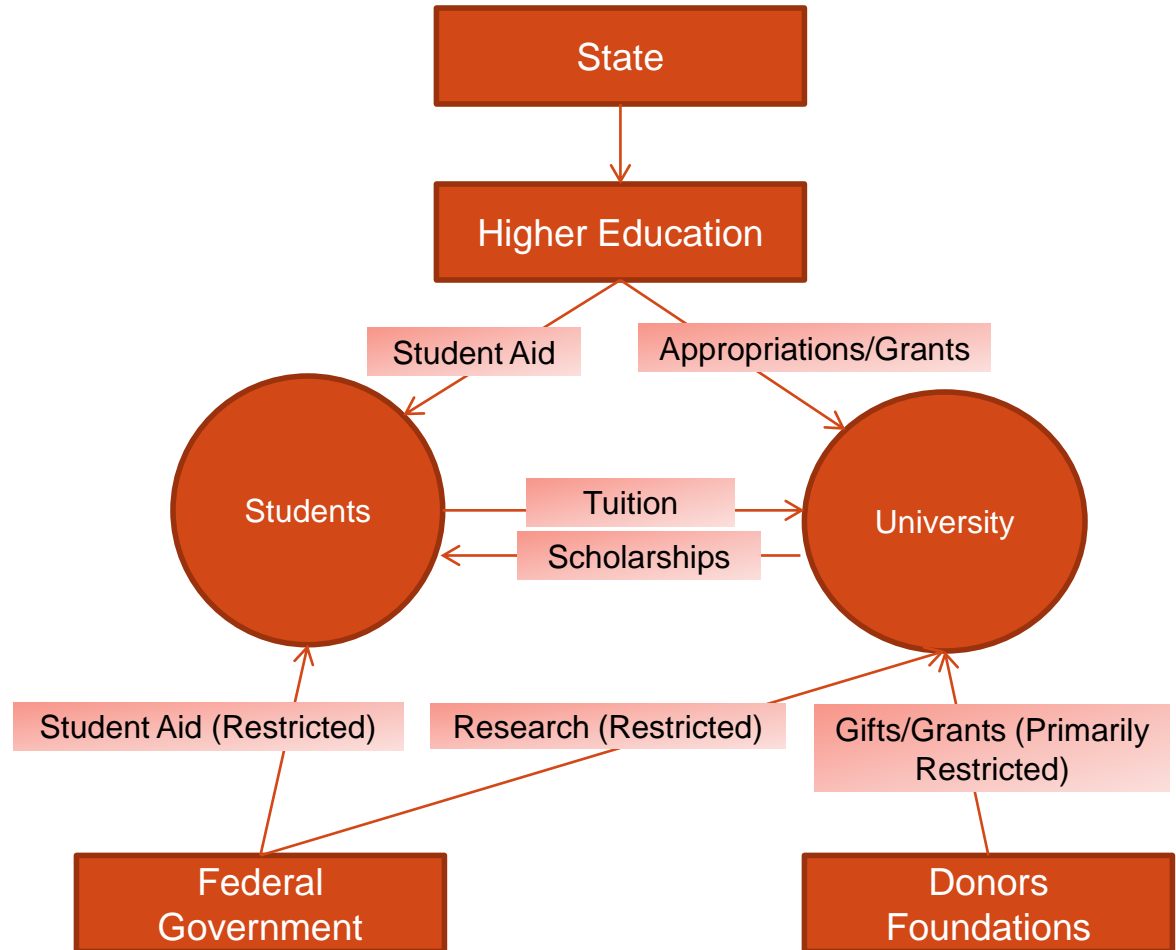 State
Higher Education
Student Aid
Appropriations/Grants
Students
Tuition
University
Scholarships
Student Aid (Restricted)
Research (Restricted)
Gifts/Grants (Primarily
Restricted)
Federal
Government
Donors
Foundations